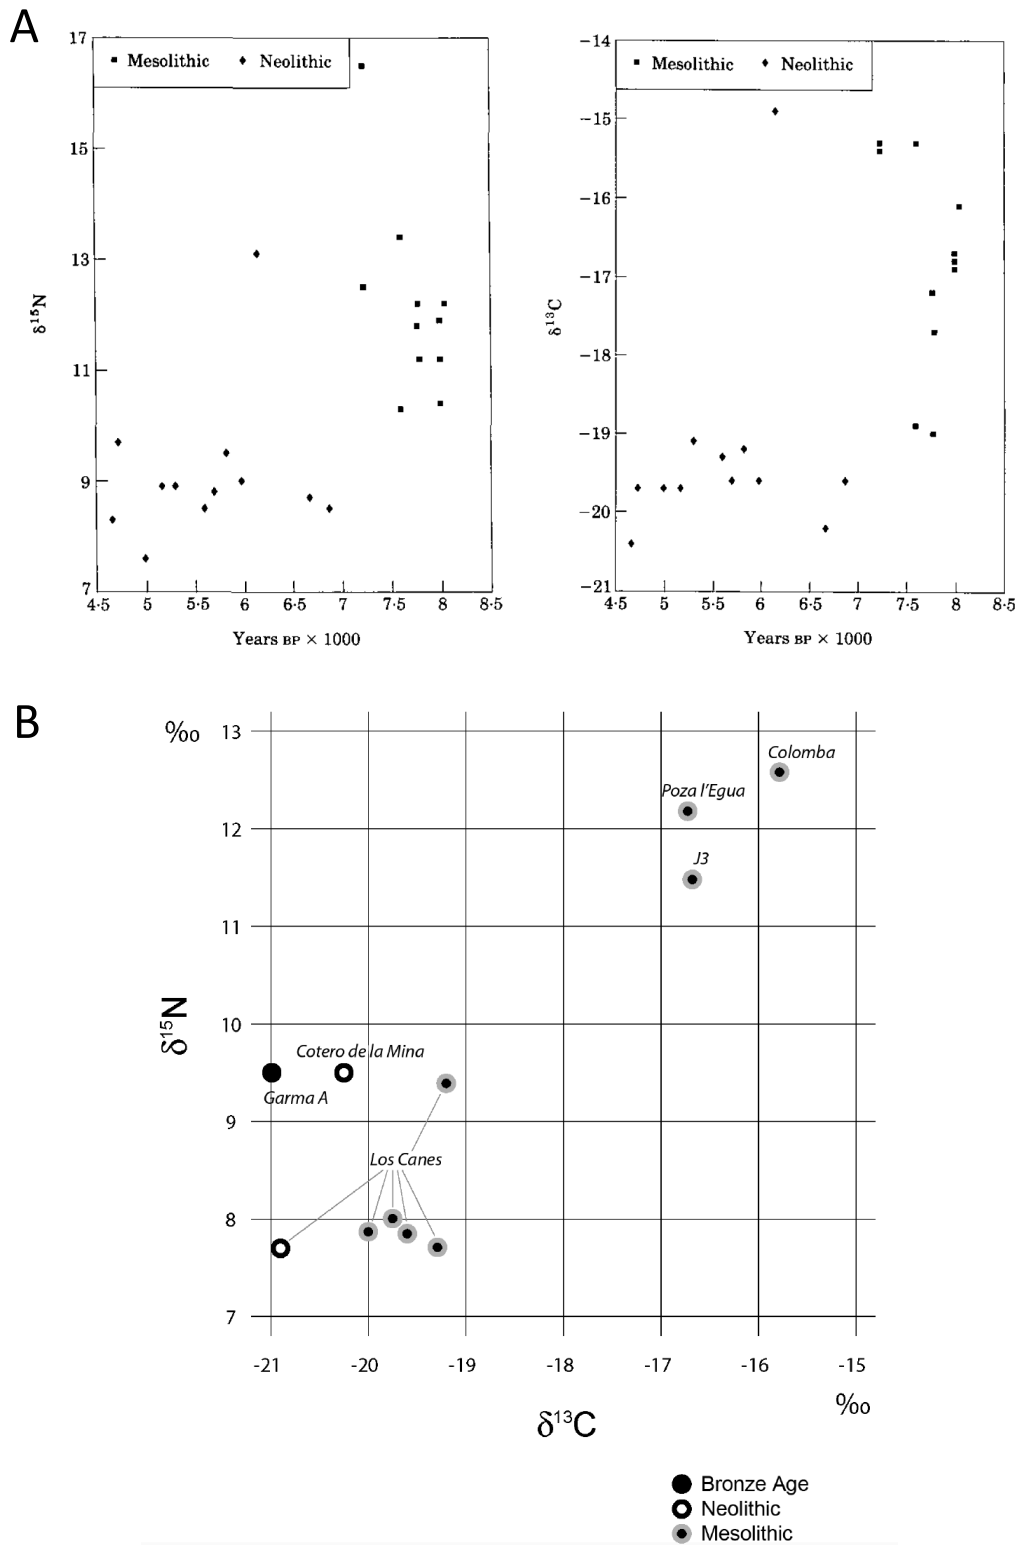 A
Mesolithic Neolithic
17
15
13
11
9
7
δ¹⁵N
4·5 5 5·5 6 6·5 7 7·5 8 8·5
Years BP × 1000
Mesolithic Neolithic
−14
−15
−16
−17
−18
−19
−20
−21
δ¹³C
4·5 5 5·5 6 6·5 7 7·5 8 8·5
Years BP × 1000
B
‰
13
12
11
10
9
8
7
δ¹⁵N
Colomba
Poza l'Egua
J3
Cotero de la Mina
Garma A
Los Canes
-21 -20 -19 -18 -17 -16 -15
‰
δ¹³C
Bronze Age
Neolithic
Mesolithic